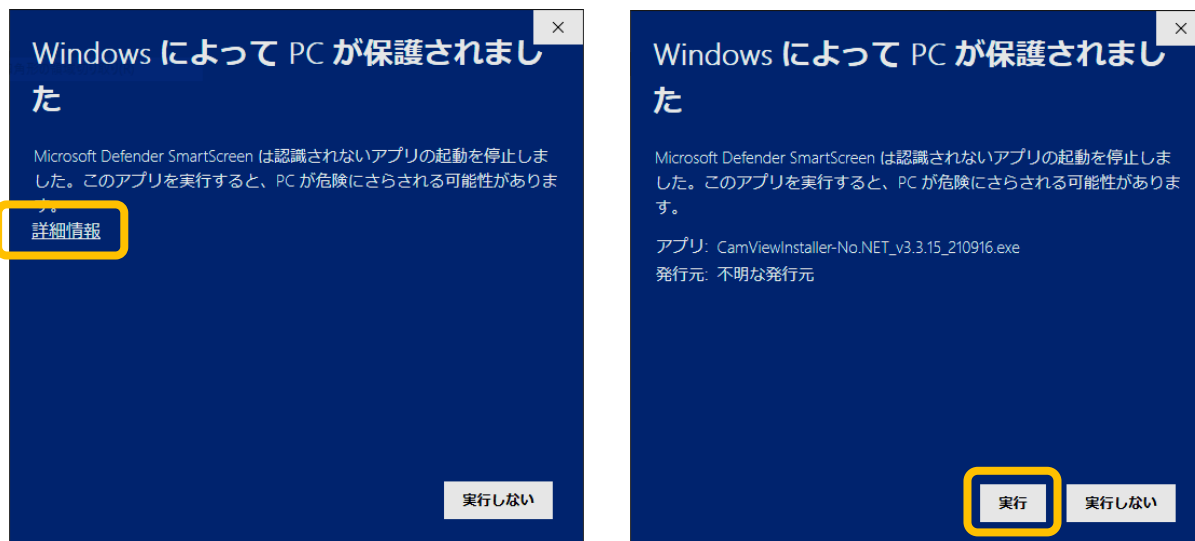 Windows によって PC が保護されまし
た
Microsoft Defender SmartScreen は認識されないアプリの起動を停止しま
した。このアプリを実行すると、PC が危険にさらされる可能性がありま
す。
詳細情報
実行しない
Windows によって PC が保護されまし
た
Microsoft Defender SmartScreen は認識されないアプリの起動を停止しま
した。このアプリを実行すると、PC が危険にさらされる可能性がありま
す。
アプリ: CamViewInstaller-No.NET_v3.3.15_210916.exe
発行元: 不明な発行元
実行 実行しない